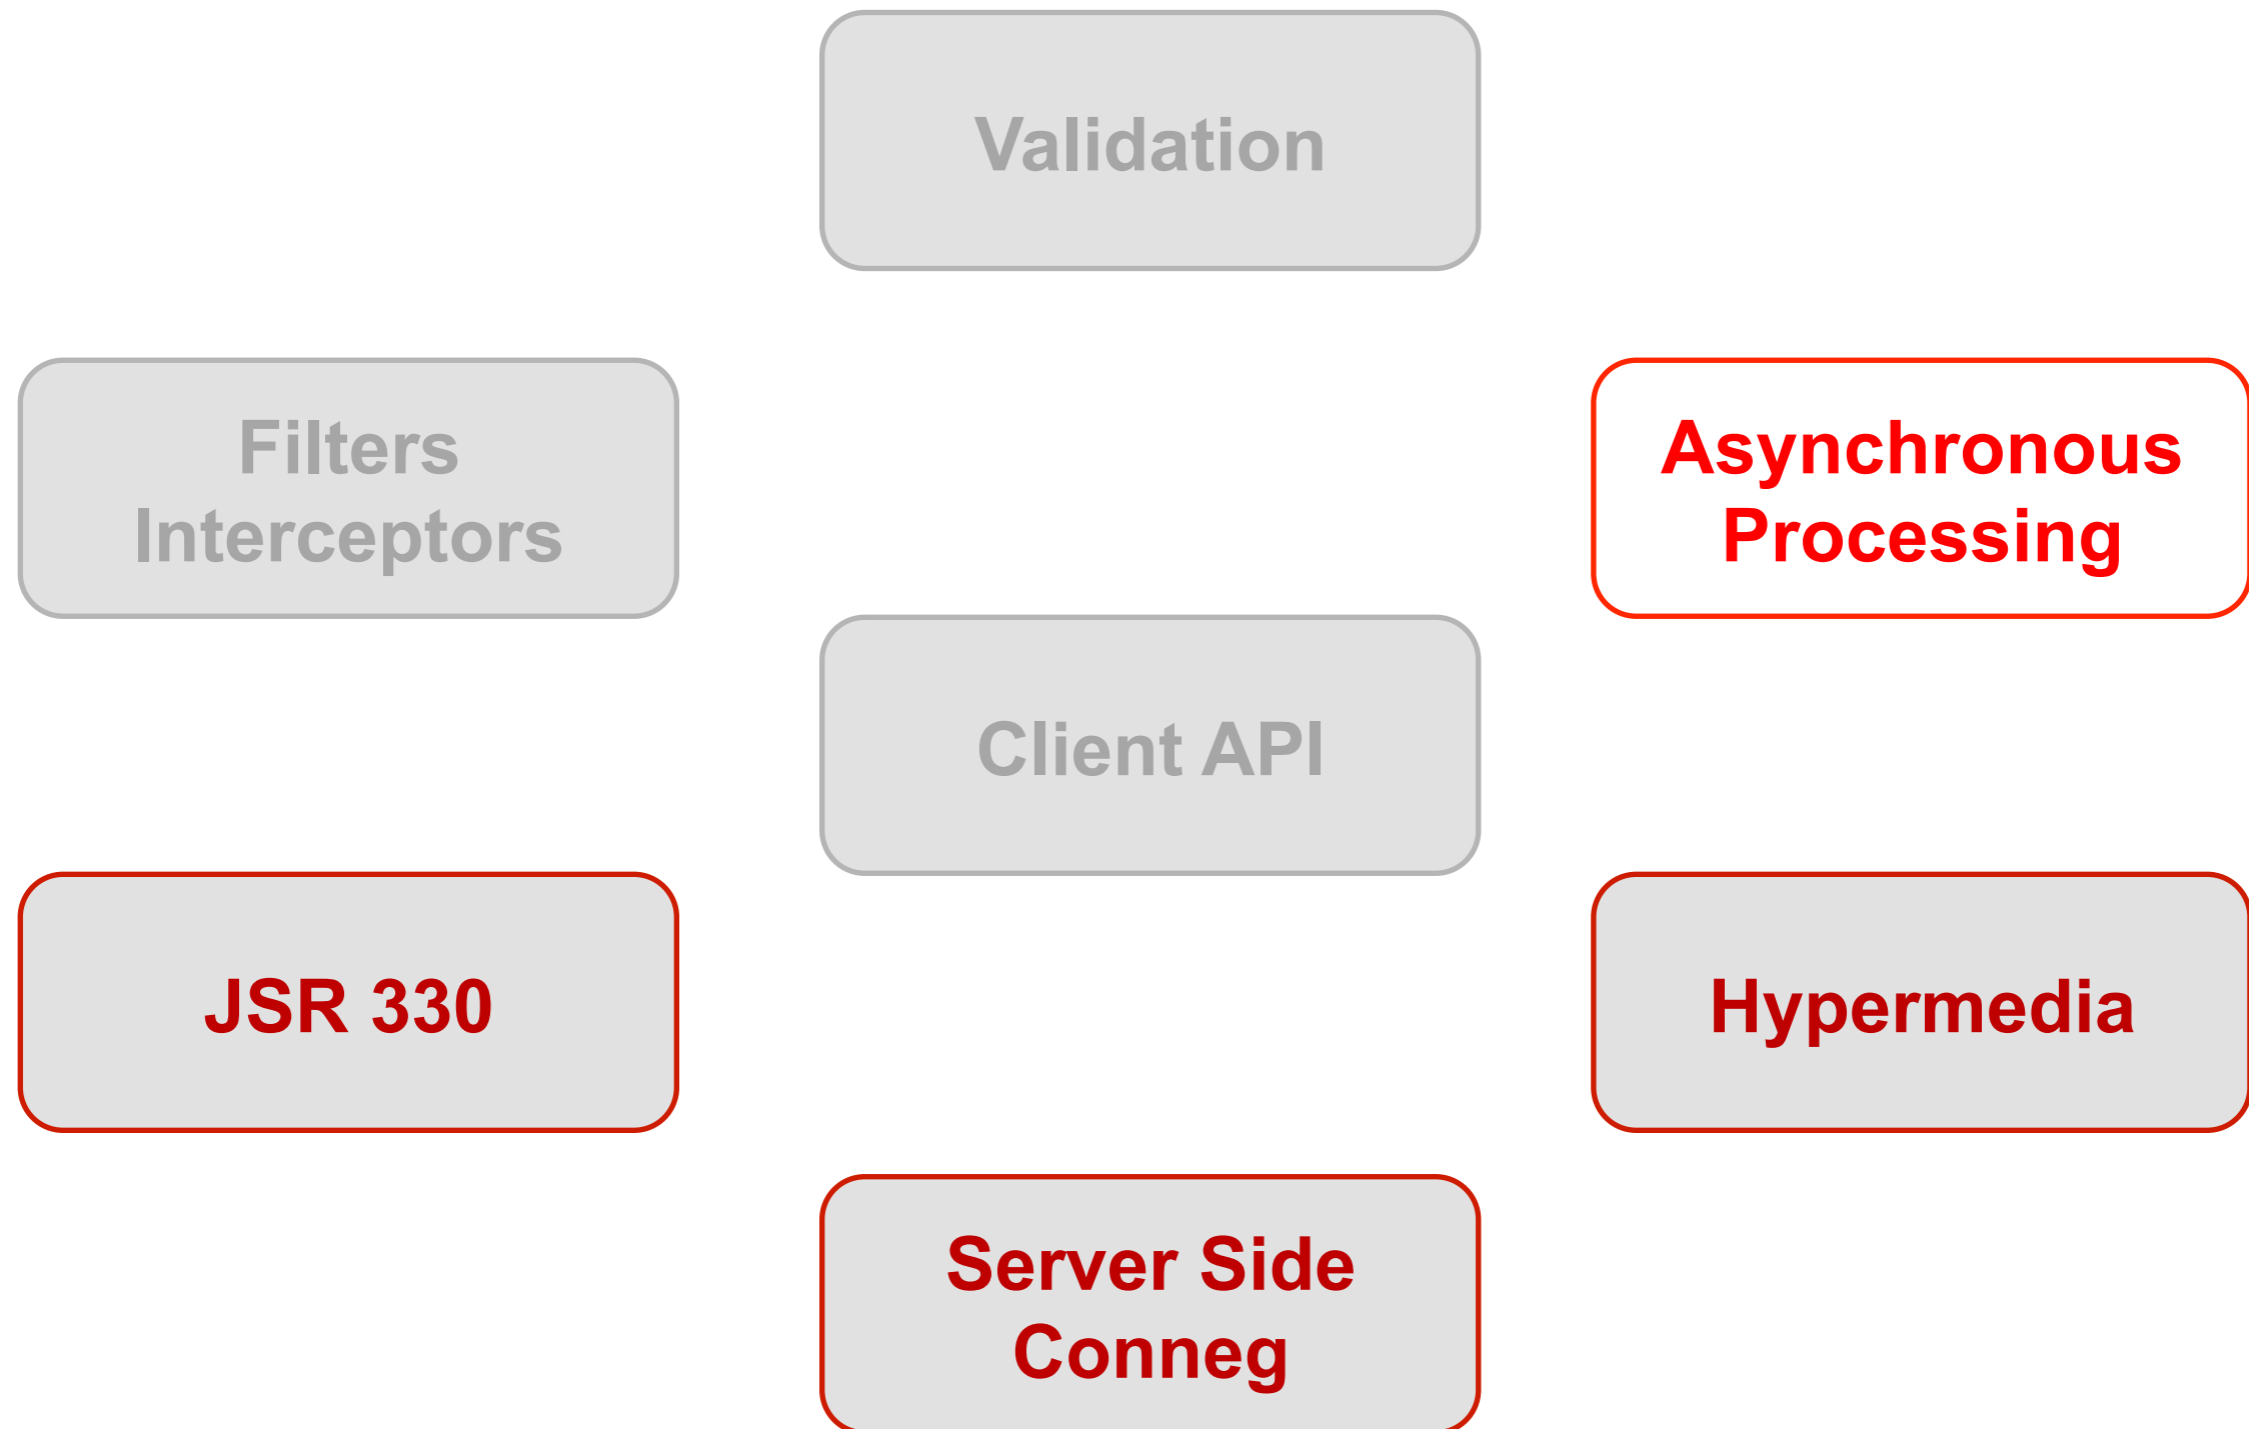 Validation
Filters
Interceptors
Asynchronous
Processing
Client API
JSR 330
Hypermedia
Server Side
Conneg